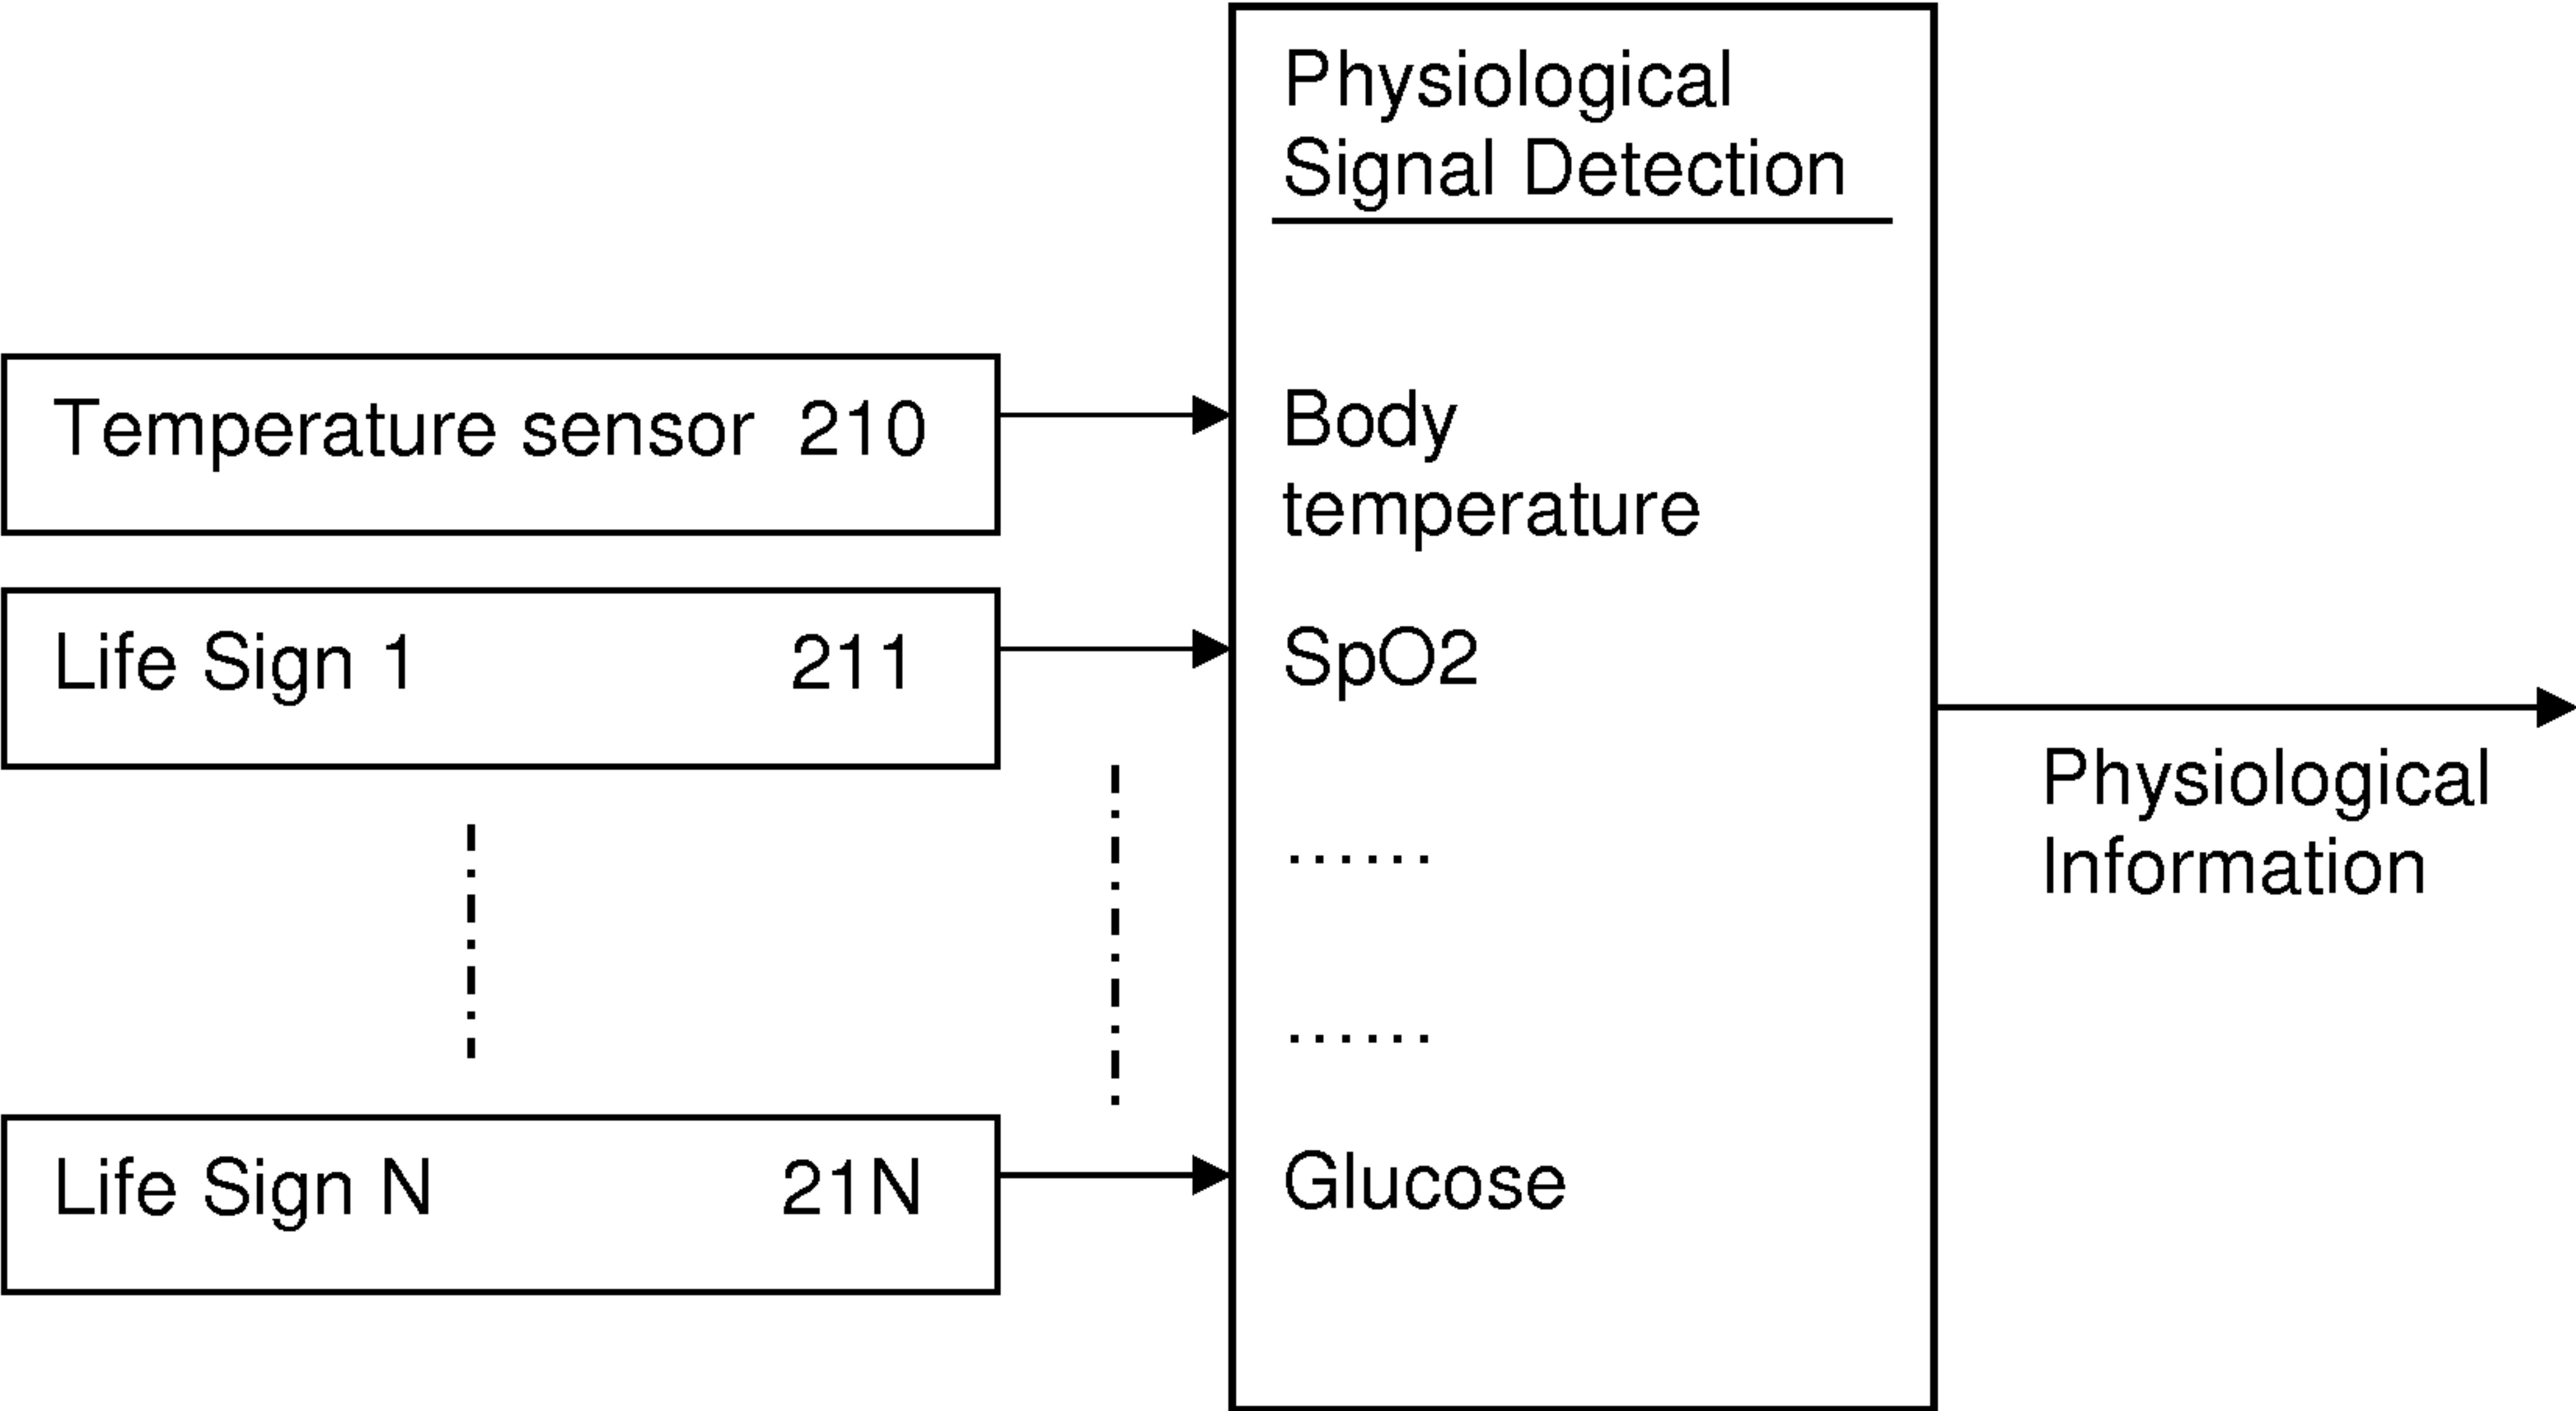 Physiological
Signal Detection
Temperature sensor 210
Body
temperature
Life Sign 1 211
SpO2
......
......
Life Sign N 21N
Glucose
Physiological
Information